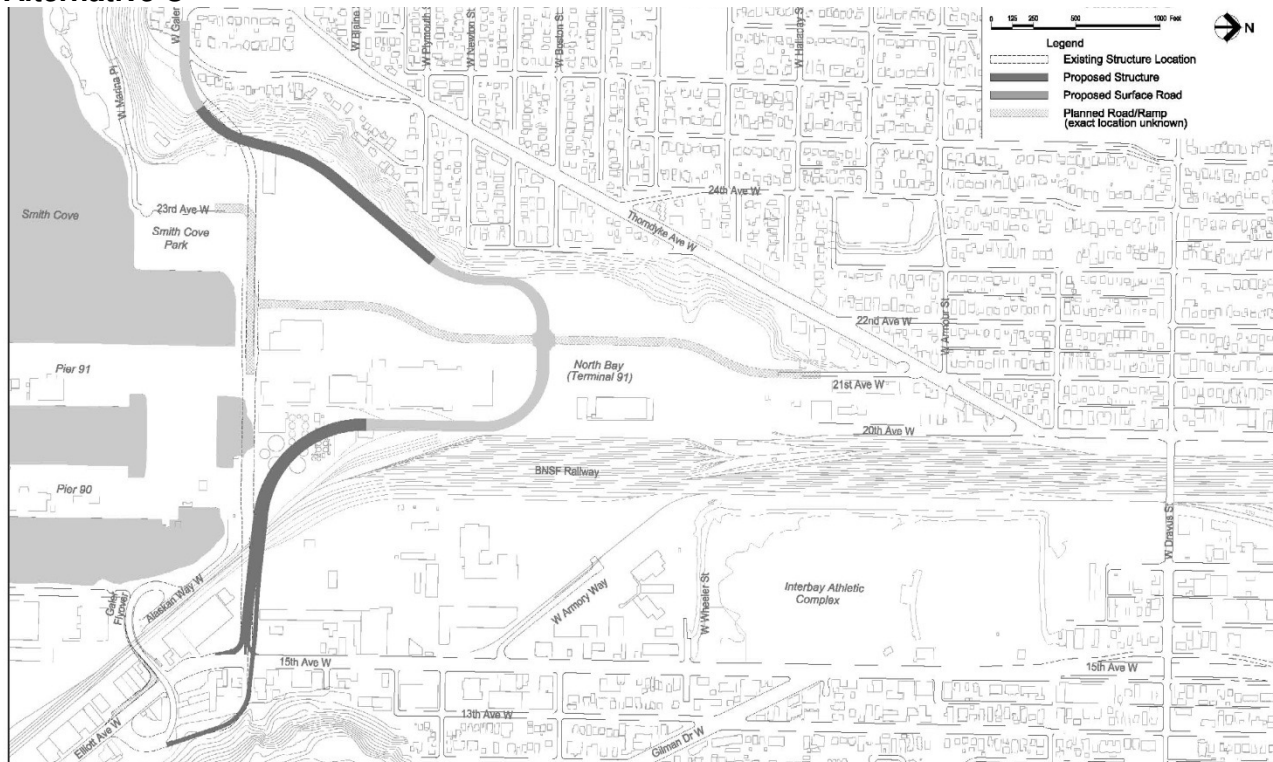 0 125 250 500 1000 Feet
N
Legend
Existing Structure Location
Proposed Structure
Proposed Surface Road
Planned Road/Ramp
(exact location unknown)
W Galer
W Marina Pl
W Blaine
W Plymouth
W Newton St
W Boston St
W Halladay S
24th Ave W
Thorndyke Ave W
Smith Cove
23rd Ave W
Smith Cove
Park
22nd Ave W
W Armour St
Pier 91
North Bay
(Terminal 91)
21st Ave W
20th Ave W
BNSF Railway
Pier 90
W Dravus St
Galer
Flyover
Alaskan Way W
W Armory Way
W Wheeler St
Interbay Athletic
Complex
15th Ave W
15th Ave W
Elliott Ave W
13th Ave W
Gilman Dr W